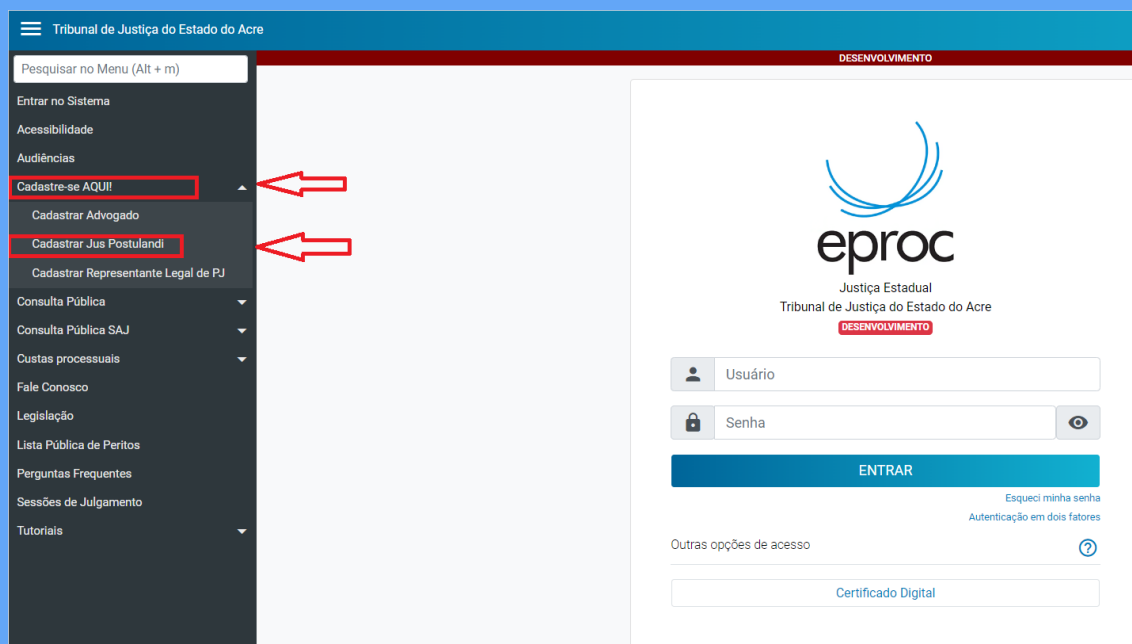 Tribunal de Justiça do Estado do Acre
DESENVOLVIMENTO
Pesquisar no Menu (Alt + m)
Entrar no Sistema
Acessibilidade
Audiências
Cadastre-se AQUI!
Cadastrar Advogado
Cadastrar Jus Postulandi
Cadastrar Representante Legal de PJ
Consulta Pública
Consulta Pública SAJ
Custas processuais
Fale Conosco
Legislação
Lista Pública de Peritos
Perguntas Frequentes
Sessões de Julgamento
Tutoriais
eproc
Justiça Estadual
Tribunal de Justiça do Estado do Acre
DESENVOLVIMENTO
Usuário
Senha
ENTRAR
Esqueci minha senha
Autenticação em dois fatores
Outras opções de acesso
?
Certificado Digital